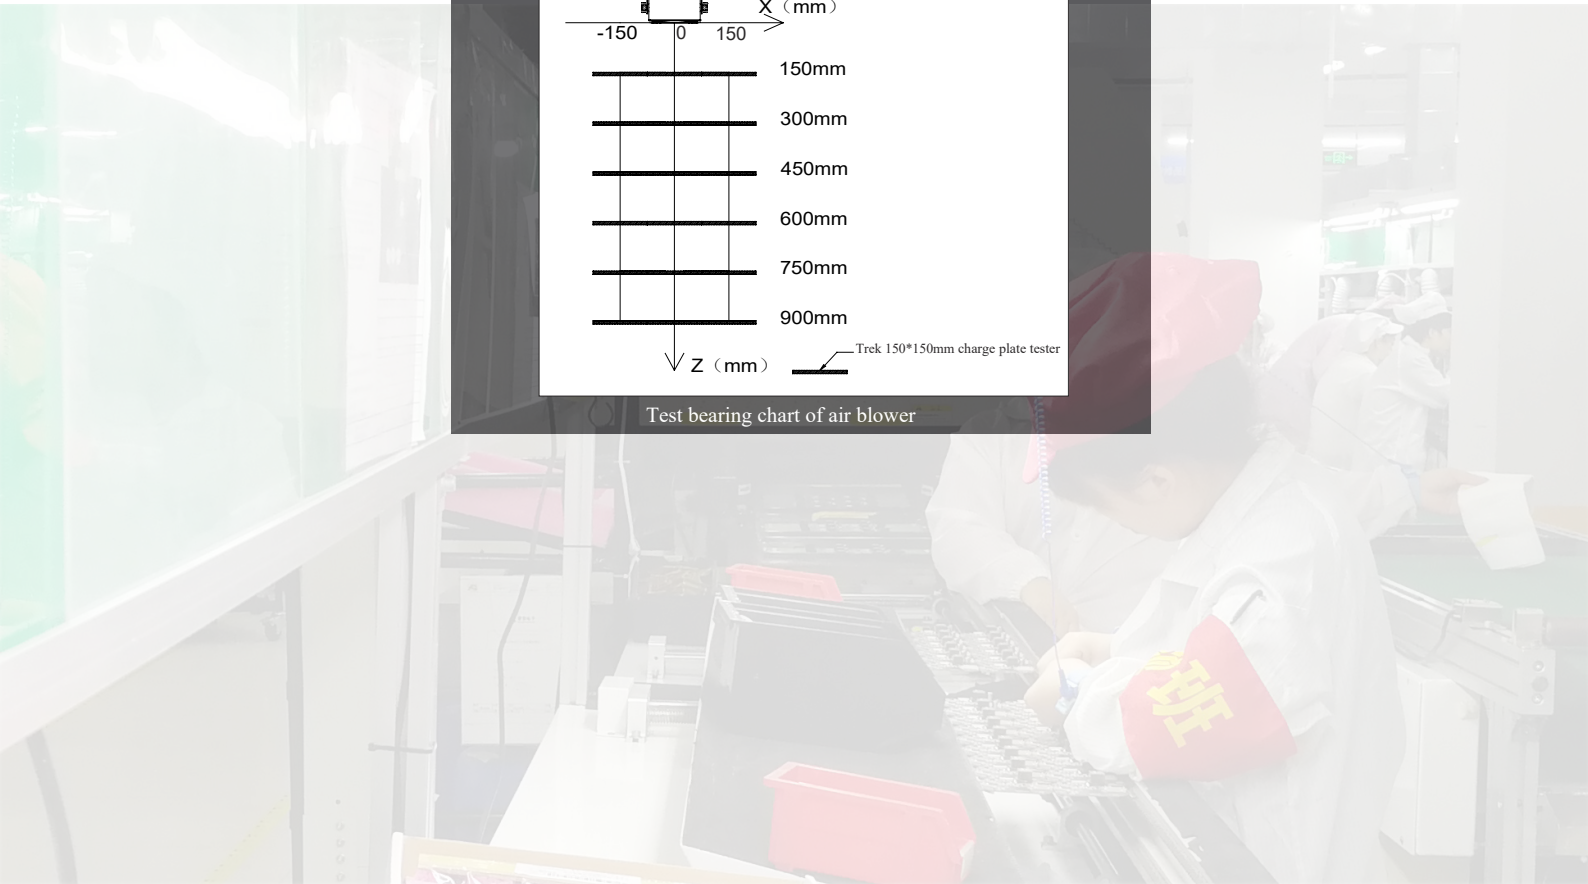 X（mm）
-150 0 150
150mm
300mm
450mm
600mm
750mm
900mm
Trek 150*150mm charge plate tester
Z（mm）
Test bearing chart of air blower
班